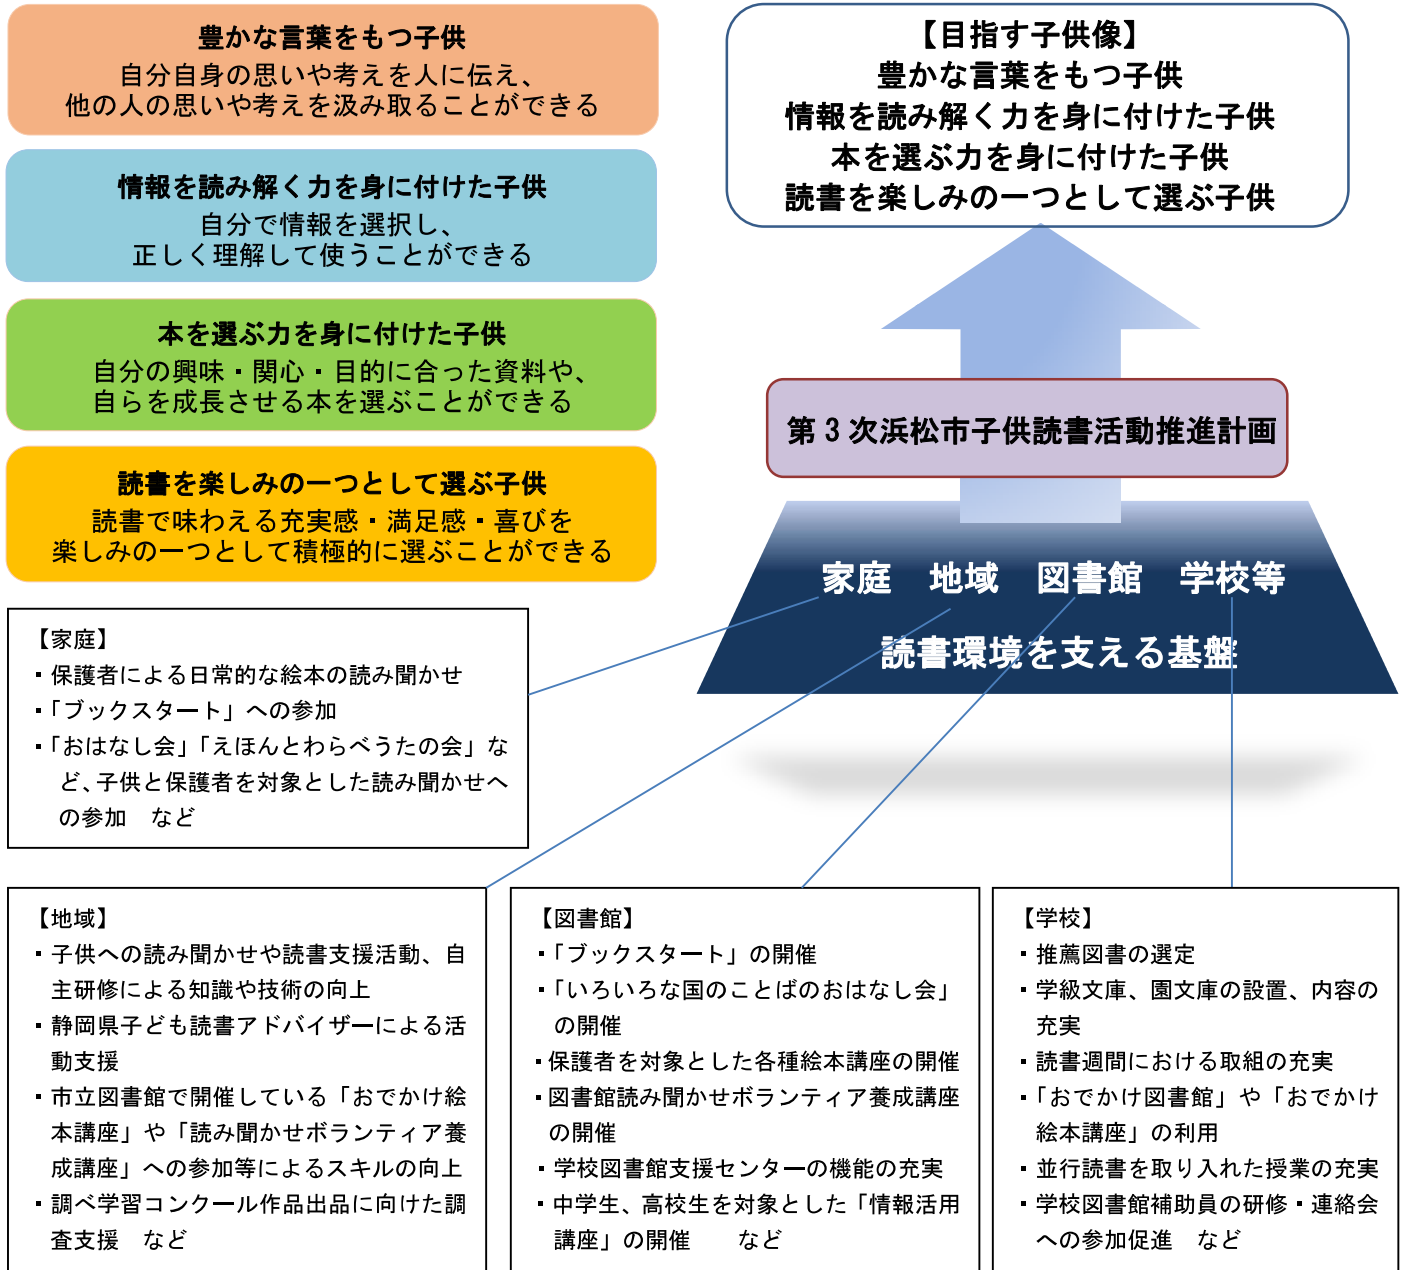 豊かな言葉をもつ子供
自分自身の思いや考えを人に伝え、
他の人の思いや考えを汲み取ることができる
情報を読み解く力を身に付けた子供
自分で情報を選択し、
正しく理解して使うことができる
本を選ぶ力を身に付けた子供
自分の興味・関心・目的に合った資料や、
自らを成長させる本を選ぶことができる
読書を楽しみの一つとして選ぶ子供
読書で味わえる充実感・満足感・喜びを
楽しみの一つとして積極的に選ぶことができる
【目指す子供像】
豊かな言葉をもつ子供
情報を読み解く力を身に付けた子供
本を選ぶ力を身に付けた子供
読書を楽しみの一つとして選ぶ子供
第３次浜松市子供読書活動推進計画
家庭　地域　図書館　学校等
読書環境を支える基盤
【家庭】
・保護者による日常的な絵本の読み聞かせ
・「ブックスタート」への参加
・「おはなし会」「えほんとわらべうたの会」な
ど、子供と保護者を対象とした読み聞かせへ
の参加　など
【地域】
・子供への読み聞かせや読書支援活動、自
主研修による知識や技術の向上
・静岡県子ども読書アドバイザーによる活
動支援
・市立図書館で開催している「おでかけ絵
本講座」や「読み聞かせボランティア養
成講座」への参加等によるスキルの向上
・調べ学習コンクール作品出品に向けた調
査支援　など
【図書館】
・「ブックスタート」の開催
・「いろいろな国のことばのおはなし会」
の開催
・保護者を対象とした各種絵本講座の開催
・図書館読み聞かせボランティア養成講座
の開催
・学校図書館支援センターの機能の充実
・中学生、高校生を対象とした「情報活用
講座」の開催　　など
【学校】
・推薦図書の選定
・学級文庫、園文庫の設置、内容の
充実
・読書週間における取組の充実
・「おでかけ図書館」や「おでかけ
絵本講座」の利用
・並行読書を取り入れた授業の充実
・学校図書館補助員の研修・連絡会
への参加促進　など